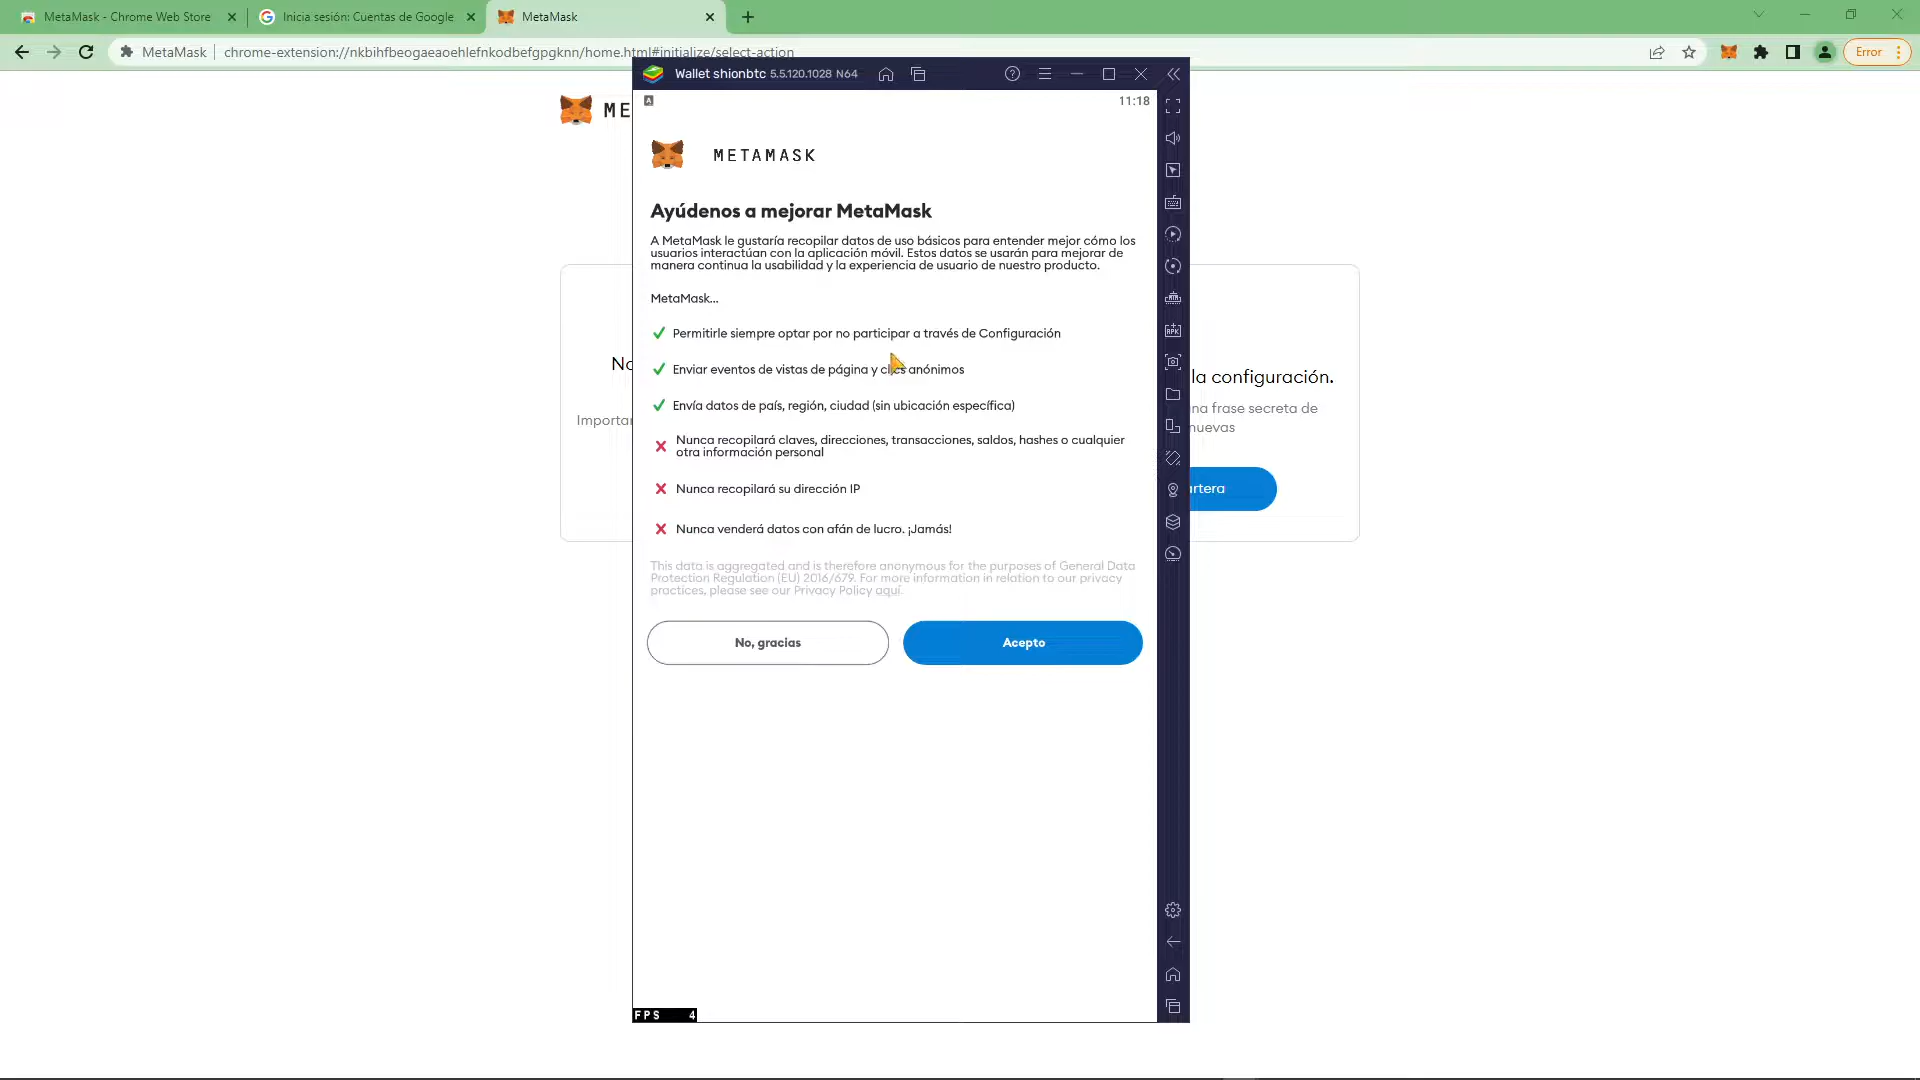 MetaMask - Chrome Web Store
Inicia sesión: Cuentas de Google
MetaMask
MetaMask
chrome-extension://nkbihfbeogaeaoehlefnkodbefgpgknn/home.html#initialize/select-action
Error
Wallet shionbtc 5.5.120.1028 N64
11:18
ME
METAMASK
Ayúdenos a mejorar MetaMask
A MetaMask le gustaría recopilar datos de uso básicos para entender mejor cómo los
usuarios interactúan con la aplicación móvil. Estos datos se usarán para mejorar de
manera continua la usabilidad y la experiencia de usuario de nuestro producto.
MetaMask...
Permitirle siempre optar por no participar a través de Configuración
Enviar eventos de vistas de página y clics anónimos
Envía datos de país, región, ciudad (sin ubicación específica)
Nunca recopilará claves, direcciones, transacciones, saldos, hashes o cualquier
otra información personal
Nunca recopilará su dirección IP
Nunca venderá datos con afán de lucro. ¡Jamás!
This data is aggregated and is therefore anonymous for the purposes of General Data
Protection Regulation (EU) 2016/679. For more information in relation to our privacy
practices, please see our Privacy Policy aquí.
No, gracias
Acepto
la configuración.
na frase secreta de
nuevas
rtera
Importar
FPS 4